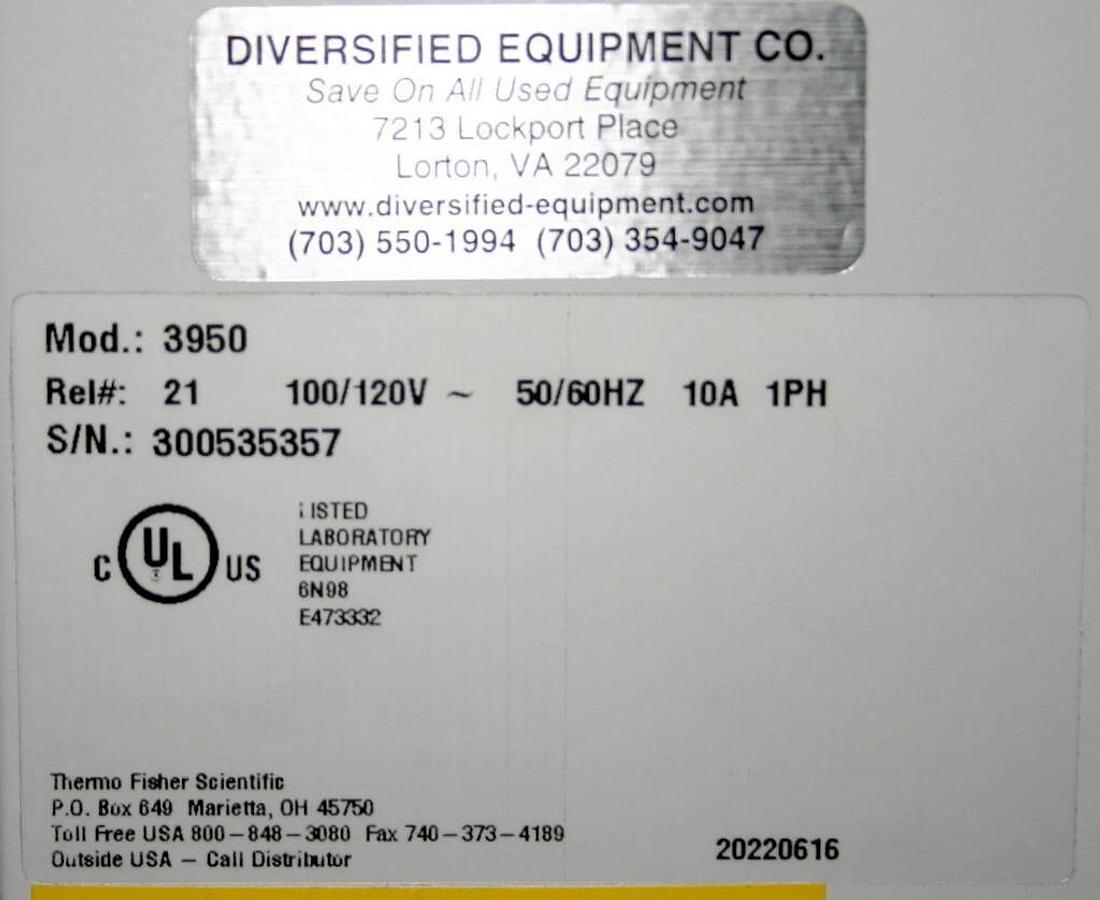 DIVERSIFIED EQUIPMENT CO.
Save On All Used Equipment
7213 Lockport Place
Lorton, VA 22079
www.diversified-equipment.com
(703) 550-1994 (703) 354-9047
Mod.: 3950
Rel#: 21 100/120V ~ 50/60HZ 10A 1PH
S/N.: 300535357
C UL US
LISTED
LABORATORY
EQUIPMENT
6N98
E473332
Thermo Fisher Scientific
P.O. Box 649 Marietta, OH 45750
Toll Free USA 800-848-3080 Fax 740-373-4189
Outside USA - Call Distributor
20220616